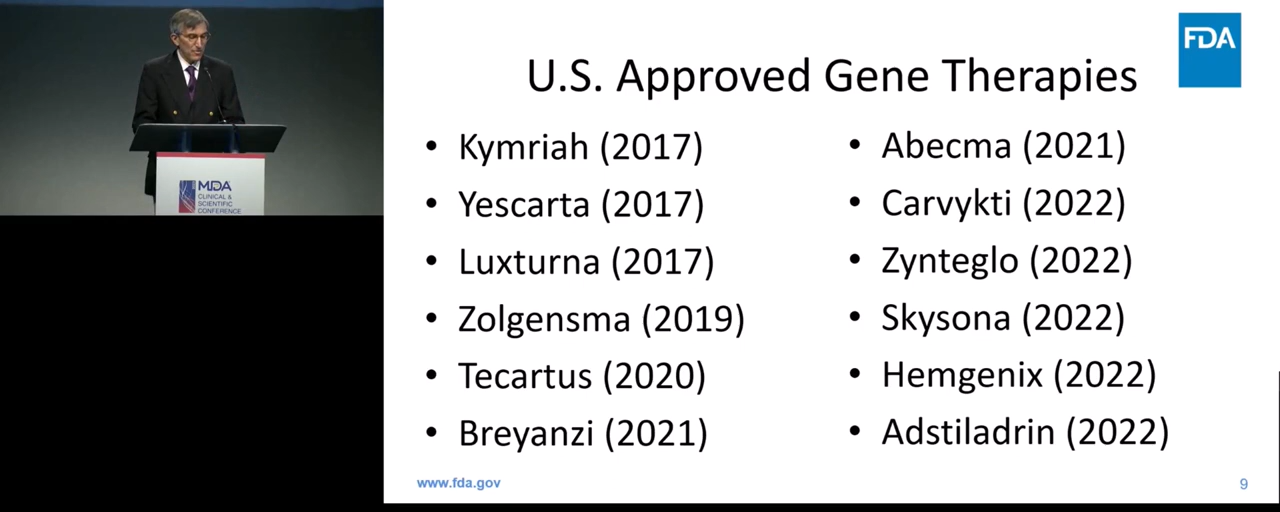 MDA
CLINICAL &
SCIENTIFIC
CONFERENCE
FDA
U.S. Approved Gene Therapies
• Kymriah (2017)
• Yescarta (2017)
• Luxturna (2017)
• Zolgensma (2019)
• Tecartus (2020)
• Breyanzi (2021)
• Abecma (2021)
• Carvykti (2022)
• Zynteglo (2022)
• Skysona (2022)
• Hemgenix (2022)
• Adstiladrin (2022)
www.fda.gov
9